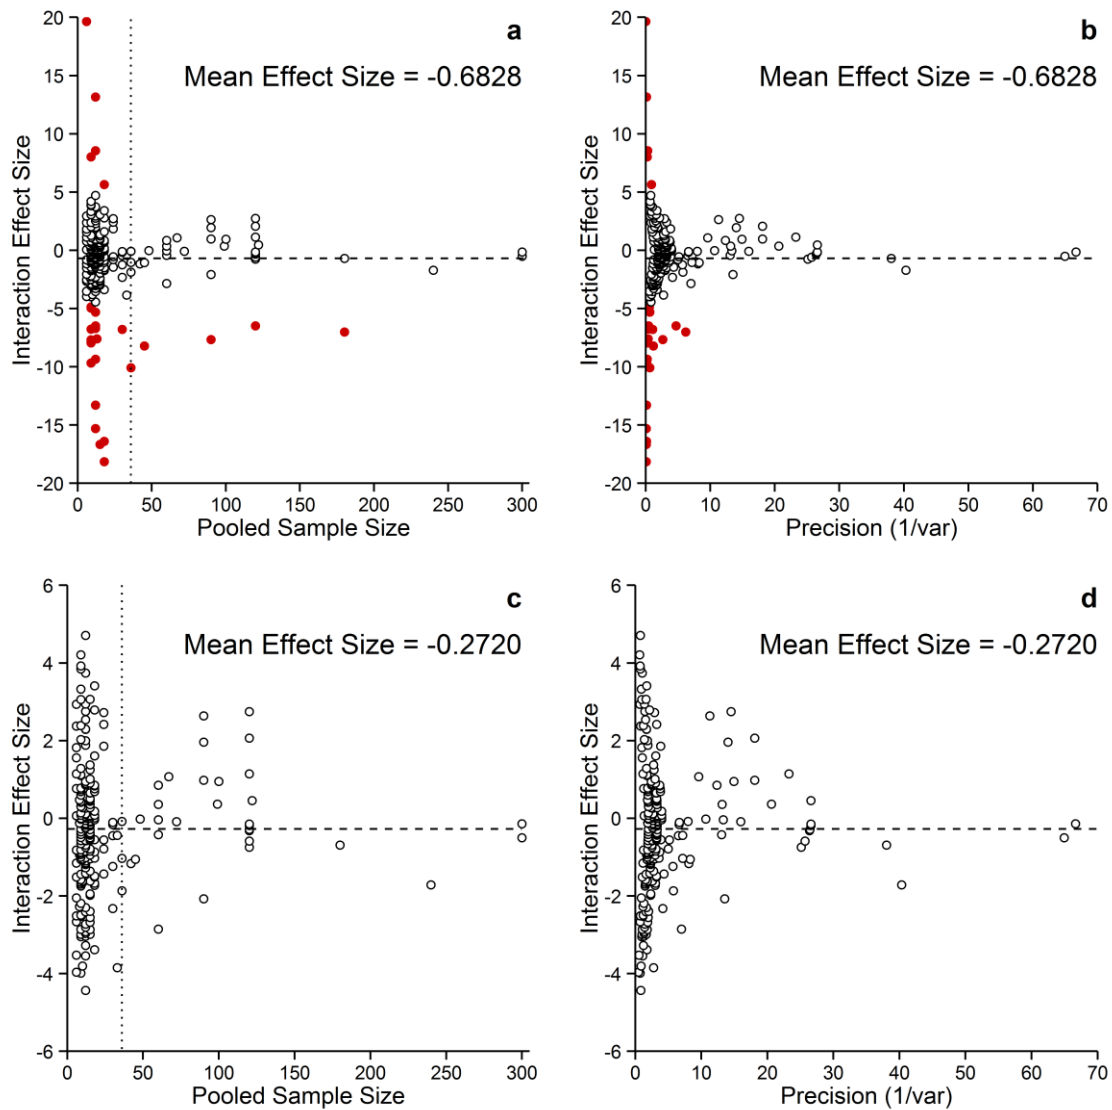 a
Mean Effect Size = -0.6828
Interaction Effect Size
20
15
10
5
0
-5
-10
-15
-20
0 50 100 150 200 250 300
Pooled Sample Size
b
Mean Effect Size = -0.6828
Interaction Effect Size
20
15
10
5
0
-5
-10
-15
-20
0 10 20 30 40 50 60 70
Precision (1/var)
c
Mean Effect Size = -0.2720
Interaction Effect Size
6
4
2
0
-2
-4
-6
0 50 100 150 200 250 300
Pooled Sample Size
d
Mean Effect Size = -0.2720
Interaction Effect Size
6
4
2
0
-2
-4
-6
0 10 20 30 40 50 60 70
Precision (1/var)